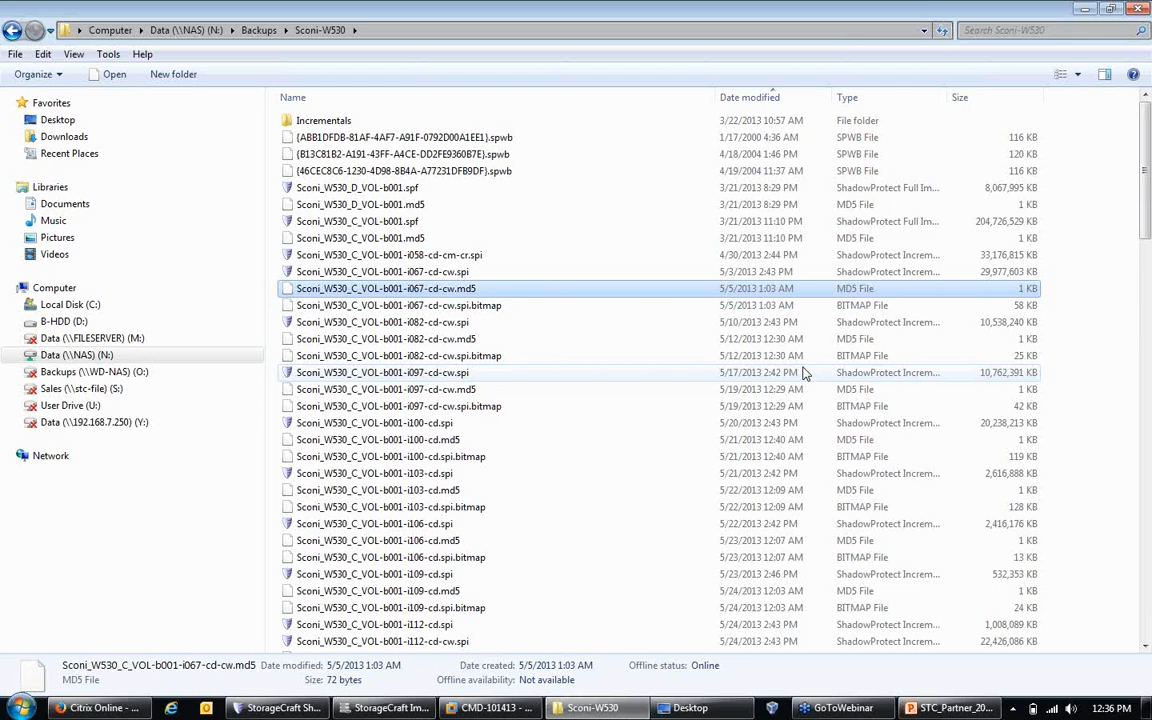 Computer Data (\\NAS) (N:) Backups Sconi-W530 Search Sconi-W530
File Edit View Tools Help
Organize Open New folder
Favorites
Desktop
Downloads
Recent Places
Libraries
Documents
Music
Pictures
Videos
Computer
Local Disk (C:)
B-HDD (D:)
Data (\\FILESERVER) (M:)
Data (\\NAS) (N:)
Backups (\\WD-NAS) (O:)
Sales (\\stc-file) (S:)
User Drive (U:)
Data (\\192.168.7.250) (Y:)
Network
Name Date modified Type Size
Incrementals 3/22/2013 10:57 AM File folder
{ABB1DFDB-81AF-4AF7-A91F-0792D00A1EE1}.spwb 1/17/2000 4:36 AM SPWB File 116 KB
{B13C81B2-A191-43FF-A4CE-DD2FE9360B7E}.spwb 4/18/2004 1:46 PM SPWB File 120 KB
{46CEC8C6-1230-4D98-8B4A-A77231DFB9DF}.spwb 4/19/2004 11:37 AM SPWB File 116 KB
Sconi_W530_D_VOL-b001.spf 3/21/2013 8:29 PM ShadowProtect Full Im... 8,067,995 KB
Sconi_W530_D_VOL-b001.md5 3/21/2013 8:29 PM MD5 File 1 KB
Sconi_W530_C_VOL-b001.spf 3/21/2013 11:10 PM ShadowProtect Full Im... 204,726,529 KB
Sconi_W530_C_VOL-b001.md5 3/21/2013 11:10 PM MD5 File 1 KB
Sconi_W530_C_VOL-b001-i058-cd-cm-cr.spi 4/30/2013 2:44 PM ShadowProtect Increm... 33,176,815 KB
Sconi_W530_C_VOL-b001-i067-cd-cw.spi 5/3/2013 2:43 PM ShadowProtect Increm... 29,977,603 KB
Sconi_W530_C_VOL-b001-i067-cd-cw.md5 5/5/2013 1:03 AM MD5 File 1 KB
Sconi_W530_C_VOL-b001-i067-cd-cw.spi.bitmap 5/5/2013 1:03 AM BITMAP File 58 KB
Sconi_W530_C_VOL-b001-i082-cd-cw.spi 5/10/2013 2:43 PM ShadowProtect Increm... 10,538,240 KB
Sconi_W530_C_VOL-b001-i082-cd-cw.md5 5/12/2013 12:30 AM MD5 File 1 KB
Sconi_W530_C_VOL-b001-i082-cd-cw.spi.bitmap 5/12/2013 12:30 AM BITMAP File 25 KB
Sconi_W530_C_VOL-b001-i097-cd-cw.spi 5/17/2013 2:42 PM ShadowProtect Increm... 10,762,391 KB
Sconi_W530_C_VOL-b001-i097-cd-cw.md5 5/19/2013 12:29 AM MD5 File 1 KB
Sconi_W530_C_VOL-b001-i097-cd-cw.spi.bitmap 5/19/2013 12:29 AM BITMAP File 42 KB
Sconi_W530_C_VOL-b001-i100-cd.spi 5/20/2013 2:43 PM ShadowProtect Increm... 20,238,213 KB
Sconi_W530_C_VOL-b001-i100-cd.md5 5/21/2013 12:40 AM MD5 File 1 KB
Sconi_W530_C_VOL-b001-i100-cd.spi.bitmap 5/21/2013 12:40 AM BITMAP File 119 KB
Sconi_W530_C_VOL-b001-i103-cd.spi 5/21/2013 2:42 PM ShadowProtect Increm... 2,616,888 KB
Sconi_W530_C_VOL-b001-i103-cd.md5 5/22/2013 12:09 AM MD5 File 1 KB
Sconi_W530_C_VOL-b001-i103-cd.spi.bitmap 5/22/2013 12:09 AM BITMAP File 128 KB
Sconi_W530_C_VOL-b001-i106-cd.spi 5/22/2013 2:42 PM ShadowProtect Increm... 2,416,176 KB
Sconi_W530_C_VOL-b001-i106-cd.md5 5/23/2013 12:07 AM MD5 File 1 KB
Sconi_W530_C_VOL-b001-i106-cd.spi.bitmap 5/23/2013 12:07 AM BITMAP File 13 KB
Sconi_W530_C_VOL-b001-i109-cd.spi 5/23/2013 2:46 PM ShadowProtect Increm... 532,353 KB
Sconi_W530_C_VOL-b001-i109-cd.md5 5/24/2013 12:03 AM MD5 File 1 KB
Sconi_W530_C_VOL-b001-i109-cd.spi.bitmap 5/24/2013 12:03 AM BITMAP File 24 KB
Sconi_W530_C_VOL-b001-i112-cd.spi 5/24/2013 2:43 PM ShadowProtect Increm... 1,008,089 KB
Sconi_W530_C_VOL-b001-i112-cd-cw.spi 5/24/2013 2:43 PM ShadowProtect Increm... 22,426,086 KB
Sconi_W530_C_VOL-b001-i067-cd-cw.md5 Date modified: 5/5/2013 1:03 AM Date created: 5/5/2013 1:03 AM Offline status: Online
MD5 File Size: 72 bytes Offline availability: Not available
Citrix Online - ... StorageCraft Sha... StorageCraft Im... CMD-101413 - ... Sconi-W530 Desktop GoToWebinar STC_Partner_20... 12:36 PM